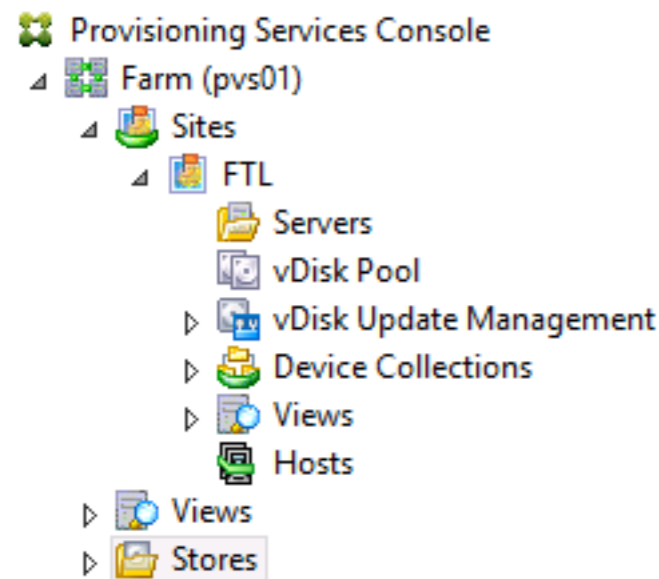 Provisioning Services Console
Farm (pvs01)
Sites
FTL
Servers
vDisk Pool
vDisk Update Management
Device Collections
Views
Hosts
Views
Stores